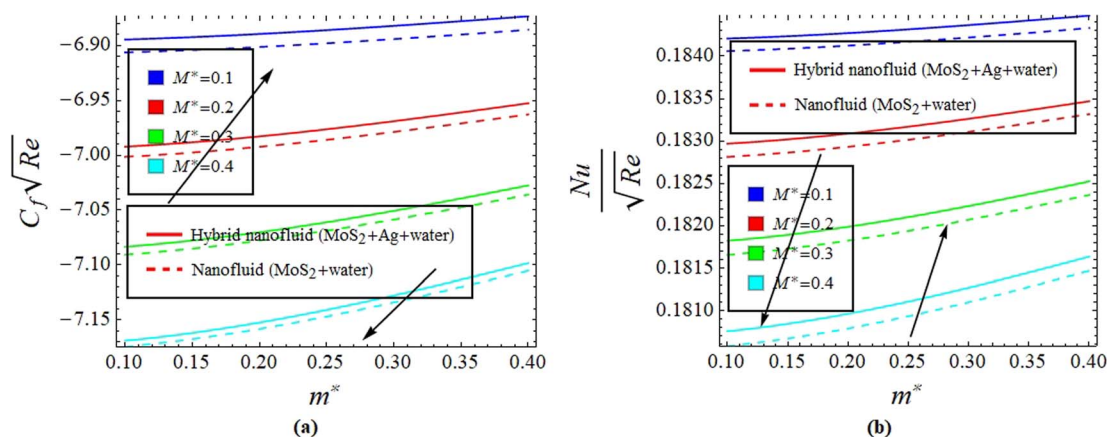 C_f√Re
−6.90
−6.95
−7.00
−7.05
−7.10
−7.15
M*=0.1
M*=0.2
M*=0.3
M*=0.4
Hybrid nanofluid (MoS₂+Ag+water)
Nanofluid (MoS₂+water)
0.10 0.15 0.20 0.25 0.30 0.35 0.40
m*
(a)
Nu
√Re
0.1840
0.1835
0.1830
0.1825
0.1820
0.1815
0.1810
Hybrid nanofluid (MoS₂+Ag+water)
Nanofluid (MoS₂+water)
M*=0.1
M*=0.2
M*=0.3
M*=0.4
0.10 0.15 0.20 0.25 0.30 0.35 0.40
m*
(b)